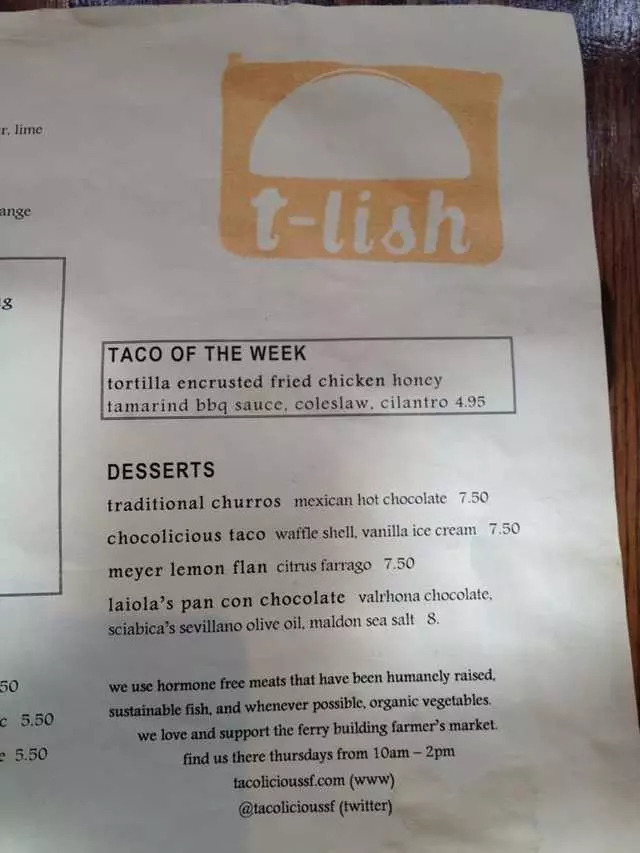 r, lime
ange
g
t-lish
TACO OF THE WEEK
tortilla encrusted fried chicken honey
tamarind bbq sauce, coleslaw, cilantro 4.95
DESSERTS
traditional churros mexican hot chocolate 7.50
chocolicious taco waffle shell, vanilla ice cream 7.50
meyer lemon flan citrus farrago 7.50
laiola's pan con chocolate valrhona chocolate,
sciabica's sevillano olive oil, maldon sea salt 8.
50
c 5.50
e 5.50
we use hormone free meats that have been humanely raised,
sustainable fish, and whenever possible, organic vegetables.
we love and support the ferry building farmer's market.
find us there thursdays from 10am – 2pm
tacolicioussf.com (www)
@tacolicioussf (twitter)